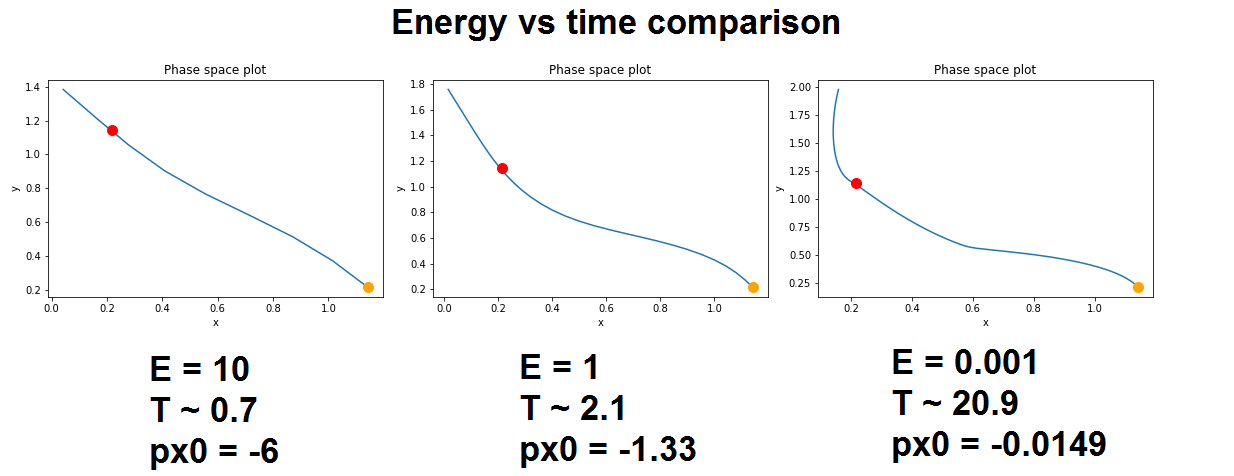 Energy vs time comparison
Phase space plot
1.4
1.2
1.0
0.8
0.6
0.4
0.2
y
0.0 0.2 0.4 0.6 0.8 1.0
x
Phase space plot
1.8
1.6
1.4
1.2
1.0
0.8
0.6
0.4
0.2
y
0.0 0.2 0.4 0.6 0.8 1.0
x
Phase space plot
2.00
1.75
1.50
1.25
1.00
0.75
0.50
0.25
y
0.2 0.4 0.6 0.8 1.0
x
E = 10
T ~ 0.7
px0 = -6
E = 1
T ~ 2.1
px0 = -1.33
E = 0.001
T ~ 20.9
px0 = -0.0149